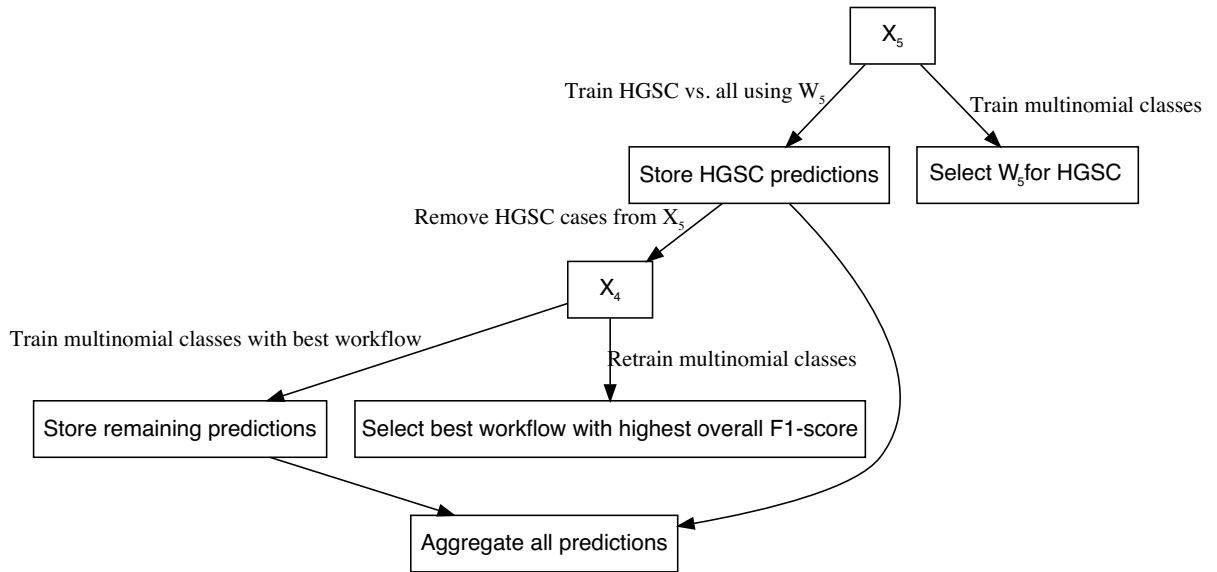 X₅
Train HGSC vs. all using W₅
Train multinomial classes
Store HGSC predictions
Select W₅for HGSC
Remove HGSC cases from X₅
X₄
Train multinomial classes with best workflow
Retrain multinomial classes
Store remaining predictions
Select best workflow with highest overall F1-score
Aggregate all predictions